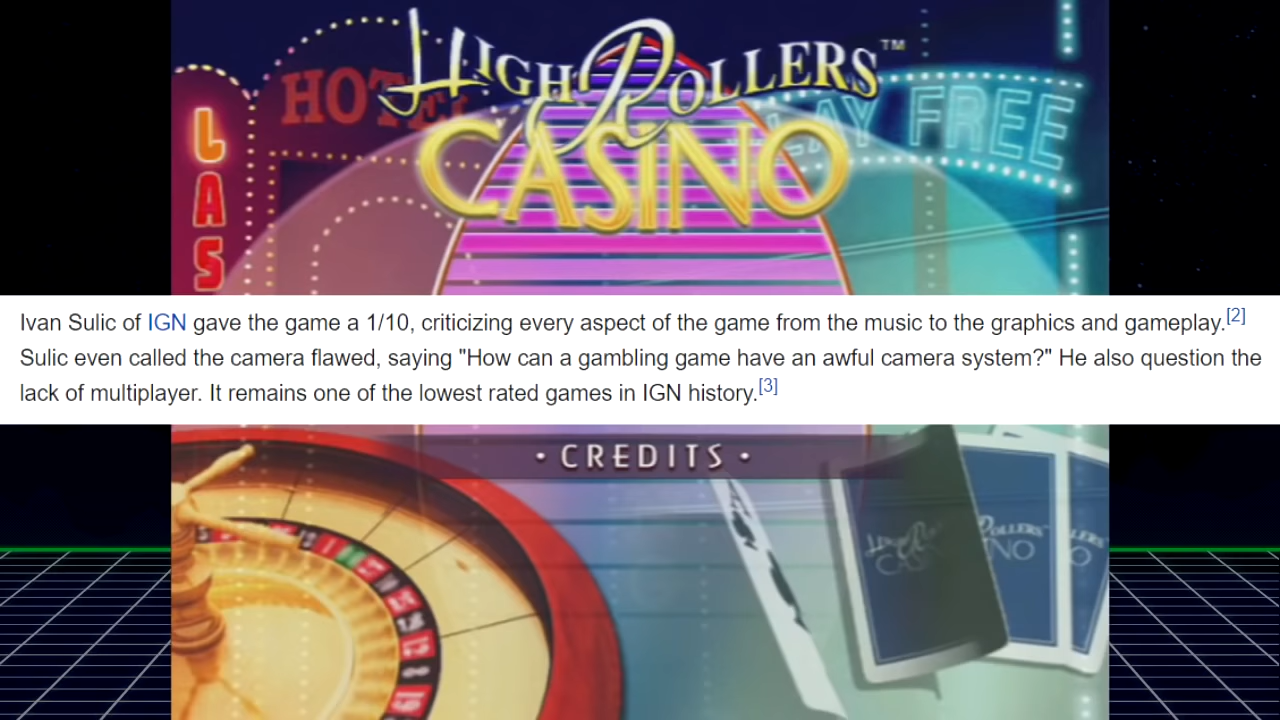 HIGH ROLLERS™
CASINO
HOTEL
LAS
PLAY FREE
Ivan Sulic of IGN gave the game a 1/10, criticizing every aspect of the game from the music to the graphics and gameplay.[2]
Sulic even called the camera flawed, saying "How can a gambling game have an awful camera system?" He also question the
lack of multiplayer. It remains one of the lowest rated games in IGN history.[3]
• CREDITS •